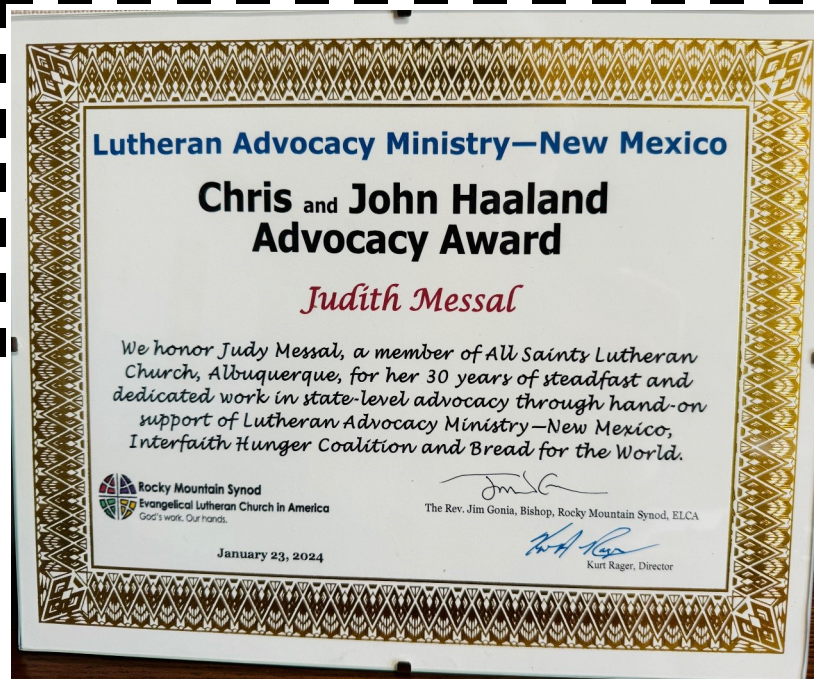 Lutheran Advocacy Ministry—New Mexico
Chris and John Haaland
Advocacy Award
Judith Messal
We honor Judy Messal, a member of All Saints Lutheran
Church, Albuquerque, for her 30 years of steadfast and
dedicated work in state-level advocacy through hand-on
support of Lutheran Advocacy Ministry—New Mexico,
Interfaith Hunger Coalition and Bread for the World.
Rocky Mountain Synod
Evangelical Lutheran Church in America
God's work. Our hands.
The Rev. Jim Gonia, Bishop, Rocky Mountain Synod, ELCA
January 23, 2024
Kurt Rager, Director